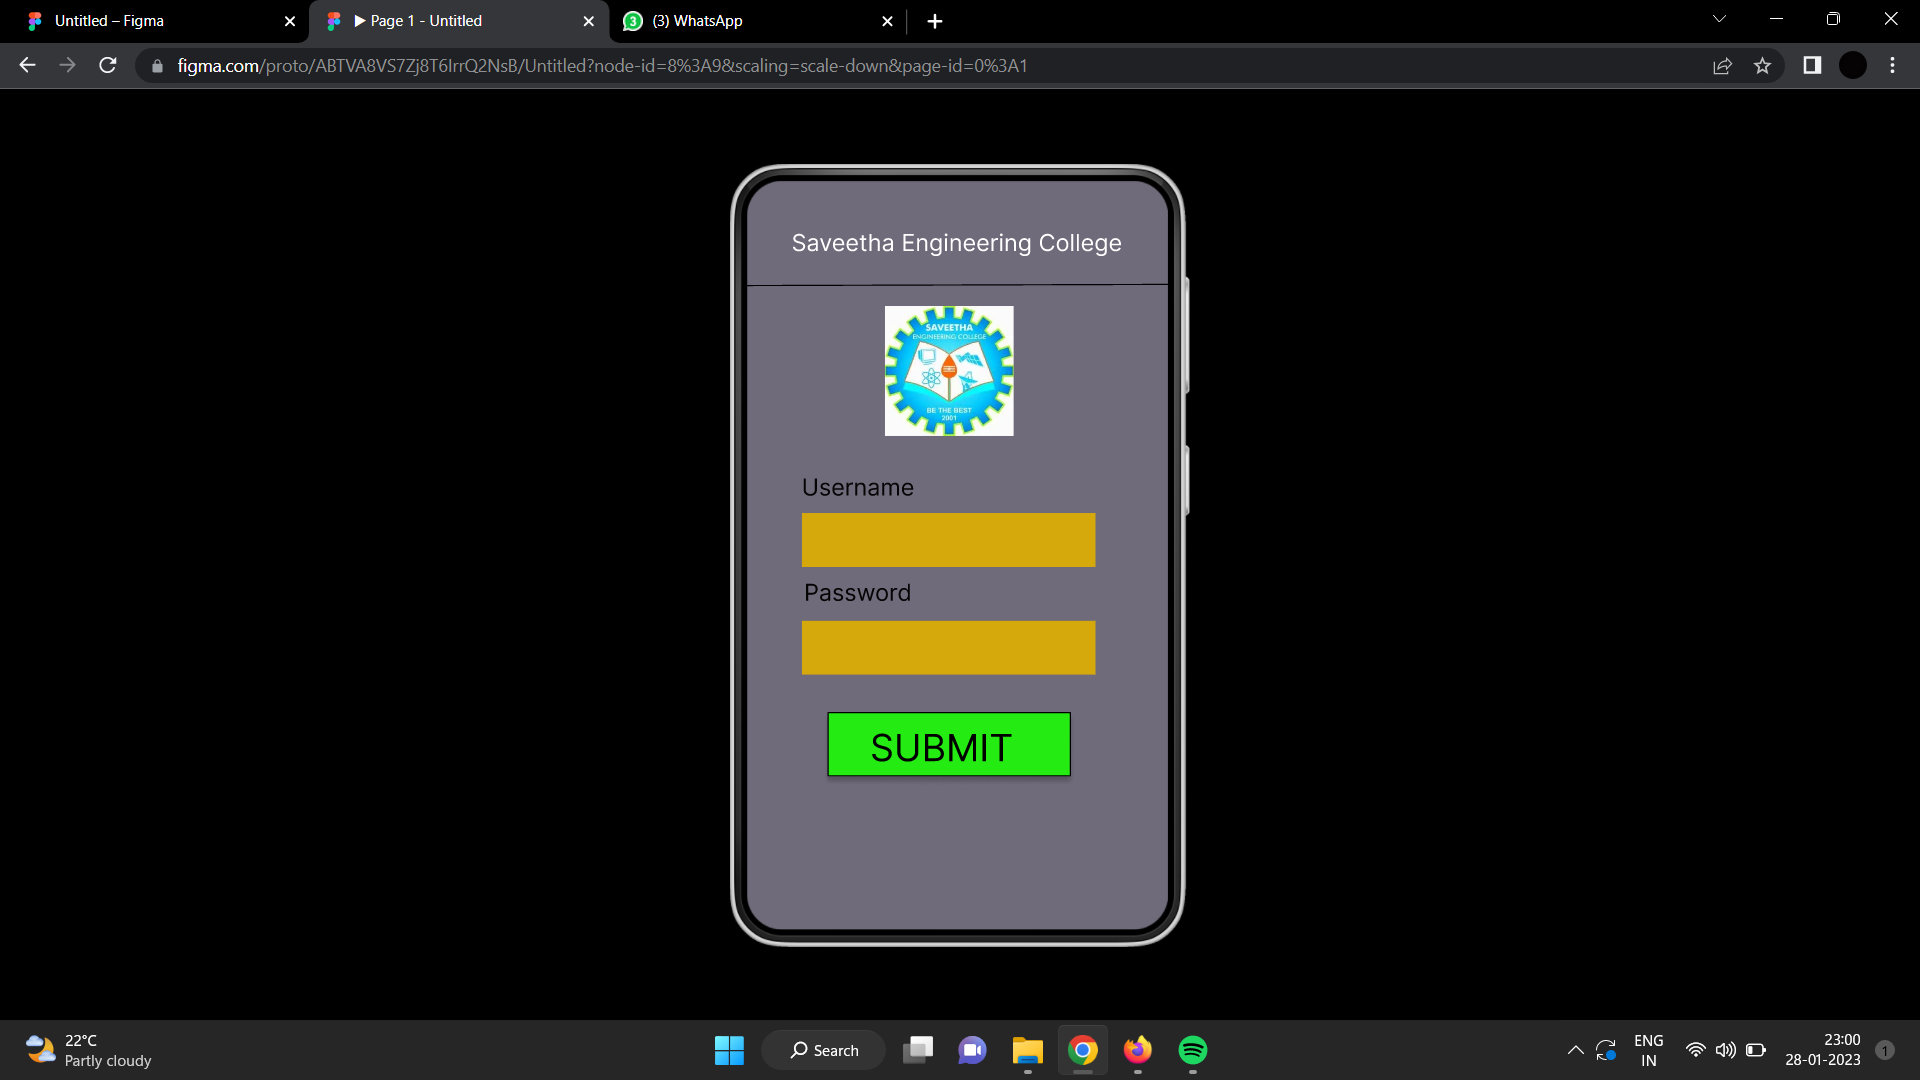 Untitled – Figma
Page 1 - Untitled
3
(3) WhatsApp
figma.com/proto/ABTVA8VS7Zj8T6IrrQ2NsB/Untitled?node-id=8%3A9&scaling=scale-down&page-id=0%3A1
Saveetha Engineering College
SAVEETHA
ENGINEERING COLLEGE
BE THE BEST
2001
Username
Password
SUBMIT
22°C
Partly cloudy
Search
ENG
IN
23:00
28-01-2023
1